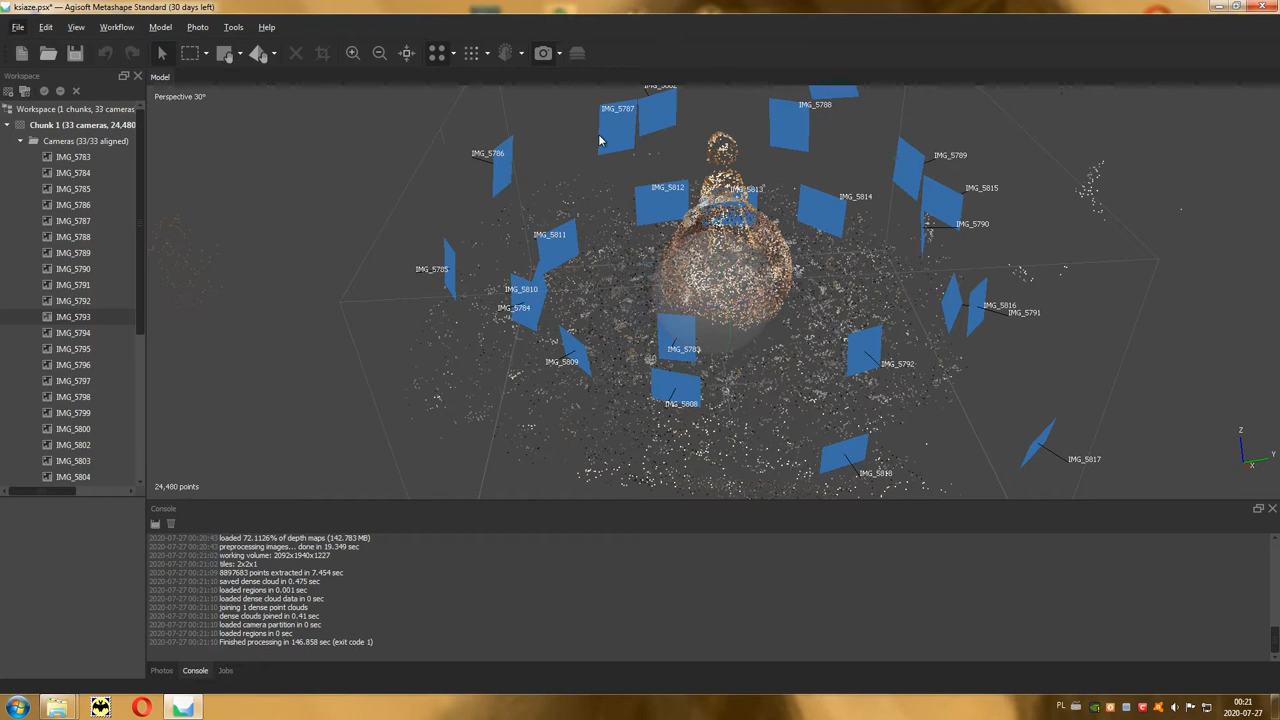 ksiaze.psx* — Agisoft Metashape Standard (30 days left)
File Edit View Workflow Model Photo Tools Help
Workspace
Model
Workspace (1 chunks, 33 cameras,
Chunk 1 (33 cameras, 24,480
Cameras (33/33 aligned)
IMG_5783
IMG_5784
IMG_5785
IMG_5786
IMG_5787
IMG_5788
IMG_5789
IMG_5790
IMG_5791
IMG_5792
IMG_5793
IMG_5794
IMG_5795
IMG_5796
IMG_5797
IMG_5798
IMG_5799
IMG_5800
IMG_5802
IMG_5803
IMG_5804
Perspective 30°
IMG_5787
IMG_5788
IMG_5786
IMG_5789
IMG_5812
IMG_5813
IMG_5815
IMG_5814
IMG_5790
IMG_5811
IMG_5785
IMG_5810
IMG_5784
IMG_5816
IMG_5791
IMG_5783
IMG_5809
IMG_5792
IMG_5808
IMG_5817
IMG_5818
Z
Y
X
24,480 points
Console
2020-07-27 00:20:43 loaded 72.1126% of depth maps (142.783 MB)
2020-07-27 00:20:43 preprocessing images... done in 19.349 sec
2020-07-27 00:21:02 working volume: 2092x1940x1227
2020-07-27 00:21:02 tiles: 2x2x1
2020-07-27 00:21:09 8897683 points extracted in 7.454 sec
2020-07-27 00:21:10 saved dense cloud in 0.475 sec
2020-07-27 00:21:10 loaded regions in 0.001 sec
2020-07-27 00:21:10 loaded dense cloud data in 0 sec
2020-07-27 00:21:10 joining 1 dense point clouds
2020-07-27 00:21:10 dense clouds joined in 0.41 sec
2020-07-27 00:21:10 loaded camera partition in 0 sec
2020-07-27 00:21:10 loaded regions in 0 sec
2020-07-27 00:21:10 Finished processing in 146.858 sec (exit code 1)
Photos Console Jobs
PL
00:21
2020-07-27